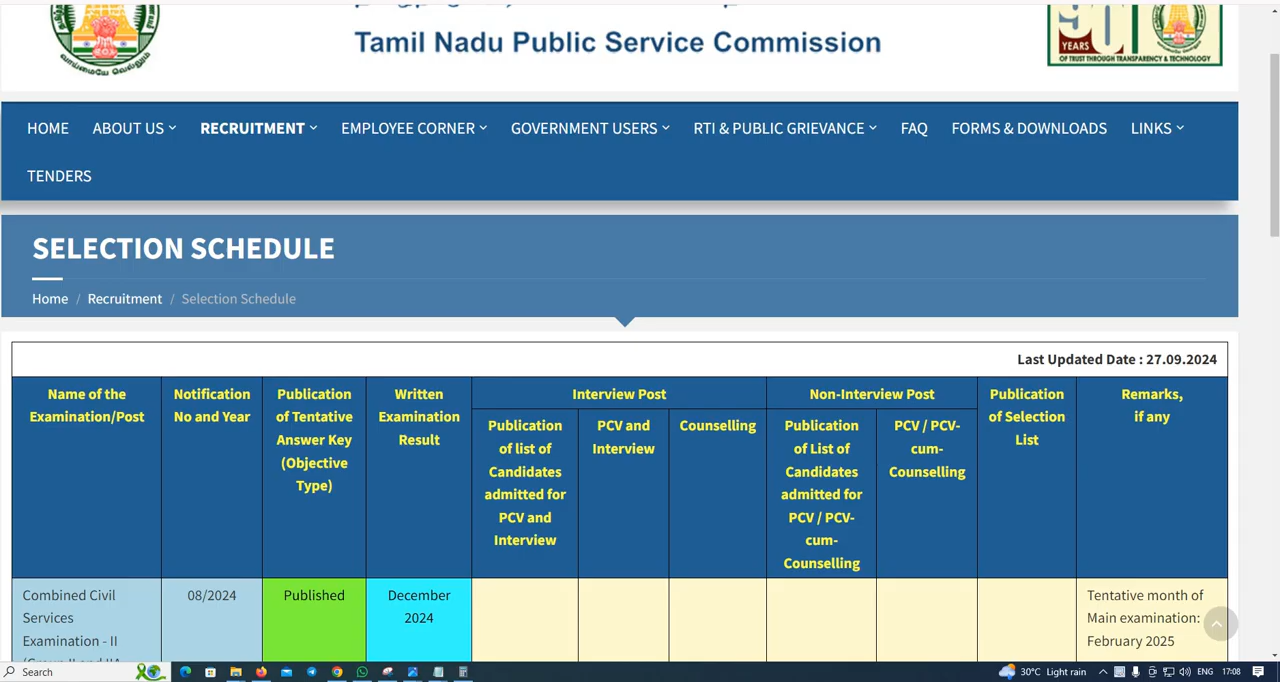 வாய்மையே வெல்லும்
Tamil Nadu Public Service Commission
YEARS
OF TRUST THROUGH TRANSPARENCY & TECHNOLOGY
HOME ABOUT US RECRUITMENT EMPLOYEE CORNER GOVERNMENT USERS RTI & PUBLIC GRIEVANCE FAQ FORMS & DOWNLOADS LINKS
TENDERS
SELECTION SCHEDULE
Home / Recruitment / Selection Schedule
Last Updated Date : 27.09.2024
Name of the
Examination/Post
Notification
No and Year
Publication
of Tentative
Answer Key
(Objective
Type)
Written
Examination
Result
Interview Post
Publication
of list of
Candidates
admitted for
PCV and
Interview
PCV and
Interview
Counselling
Non-Interview Post
Publication
of List of
Candidates
admitted for
PCV / PCV-
cum-
Counselling
PCV / PCV-
cum-
Counselling
Publication
of Selection
List
Remarks,
if any
Combined Civil
Services
Examination - II
08/2024
Published
December
2024
Tentative month of
Main examination:
February 2025
Search
30°C Light rain
ENG
17:08